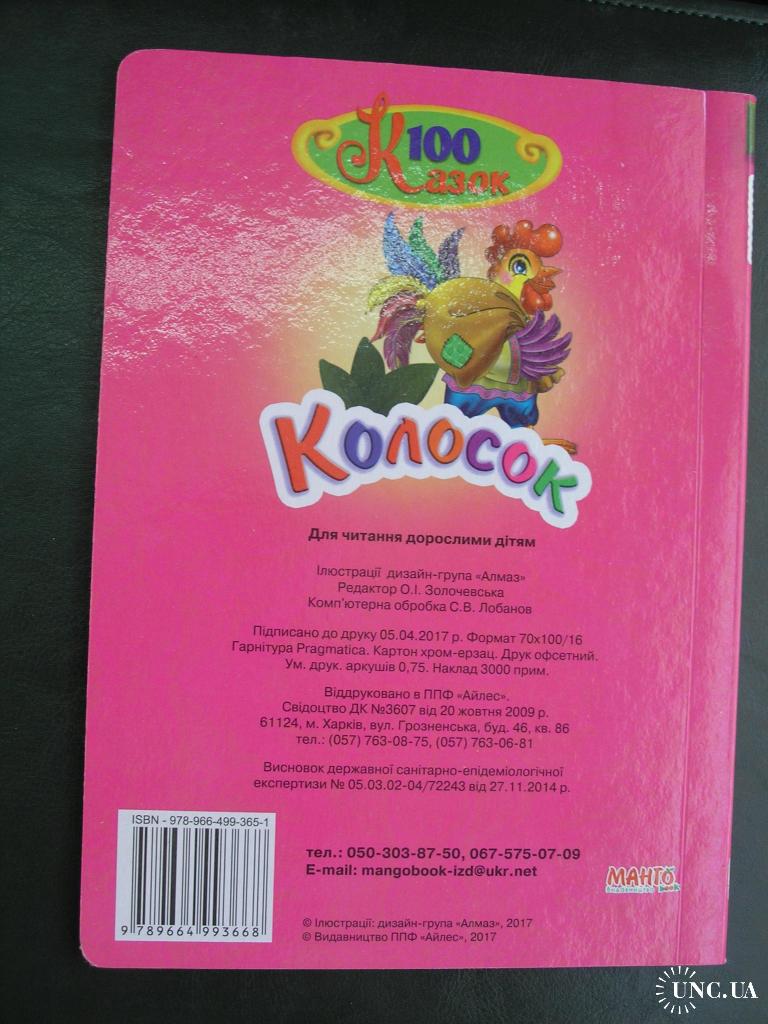 100
Казок
Колосок
Для читання дорослими дітям
Ілюстрації дизайн-група «Алмаз»
Редактор О.І. Золочевська
Комп'ютерна обробка С.В. Лобанов
Підписано до друку 05.04.2017 р. Формат 70х100/16
Гарнітура Pragmatica. Картон хром-ерзац. Друк офсетний.
Ум. друк. аркушів 0,75. Наклад 3000 прим.
Віддруковано в ППФ «Айлес».
Свідоцтво ДК №3607 від 20 жовтня 2009 р.
61124, м. Харків, вул. Грозненська, буд. 46, кв. 86
тел.: (057) 763-08-75, (057) 763-06-81
Висновок державної санітарно-епідеміологічної
експертизи № 05.03.02-04/72243 від 27.11.2014 р.
ISBN - 978-966-499-365-1
9 789664 993668
тел.: 050-303-87-50, 067-575-07-09
E-mail: mangobook-izd@ukr.net
МАНГО
видавництво book
© Ілюстрації: дизайн-група «Алмаз», 2017
© Видавництво ППФ «Айлес», 2017
UNC.UA